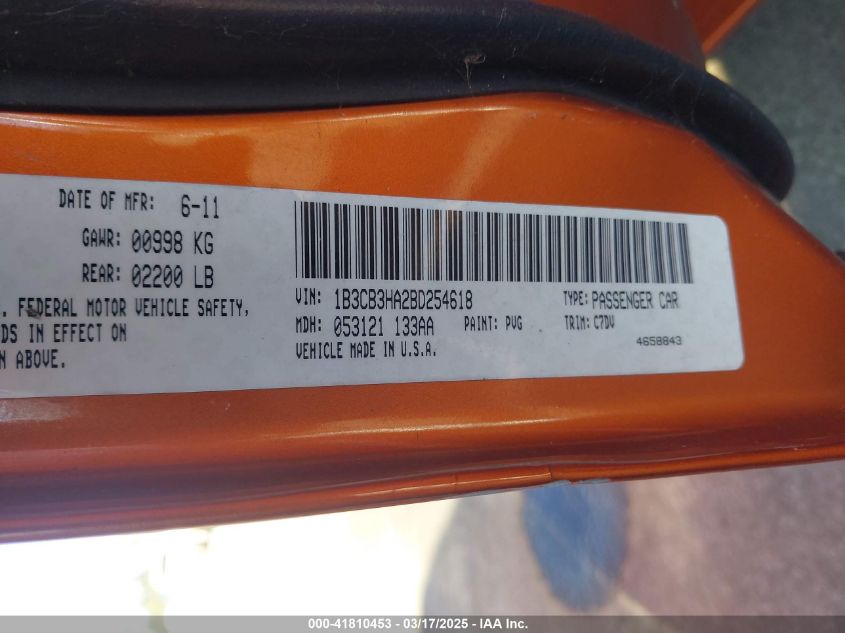 DATE OF MFR: 6-11
GAWR: 00998 KG
REAR: 02200 LB
FEDERAL MOTOR VEHICLE SAFETY,
DS IN EFFECT ON
N ABOVE.
VIN: 1B3CB3HA2BD254618 TYPE: PASSENGER CAR
MDH: 053121 133AA PAINT: PVG TRIM: C7DV
VEHICLE MADE IN U.S.A. 4658843
000-41810453 — 03/17/2025 — IAA Inc.